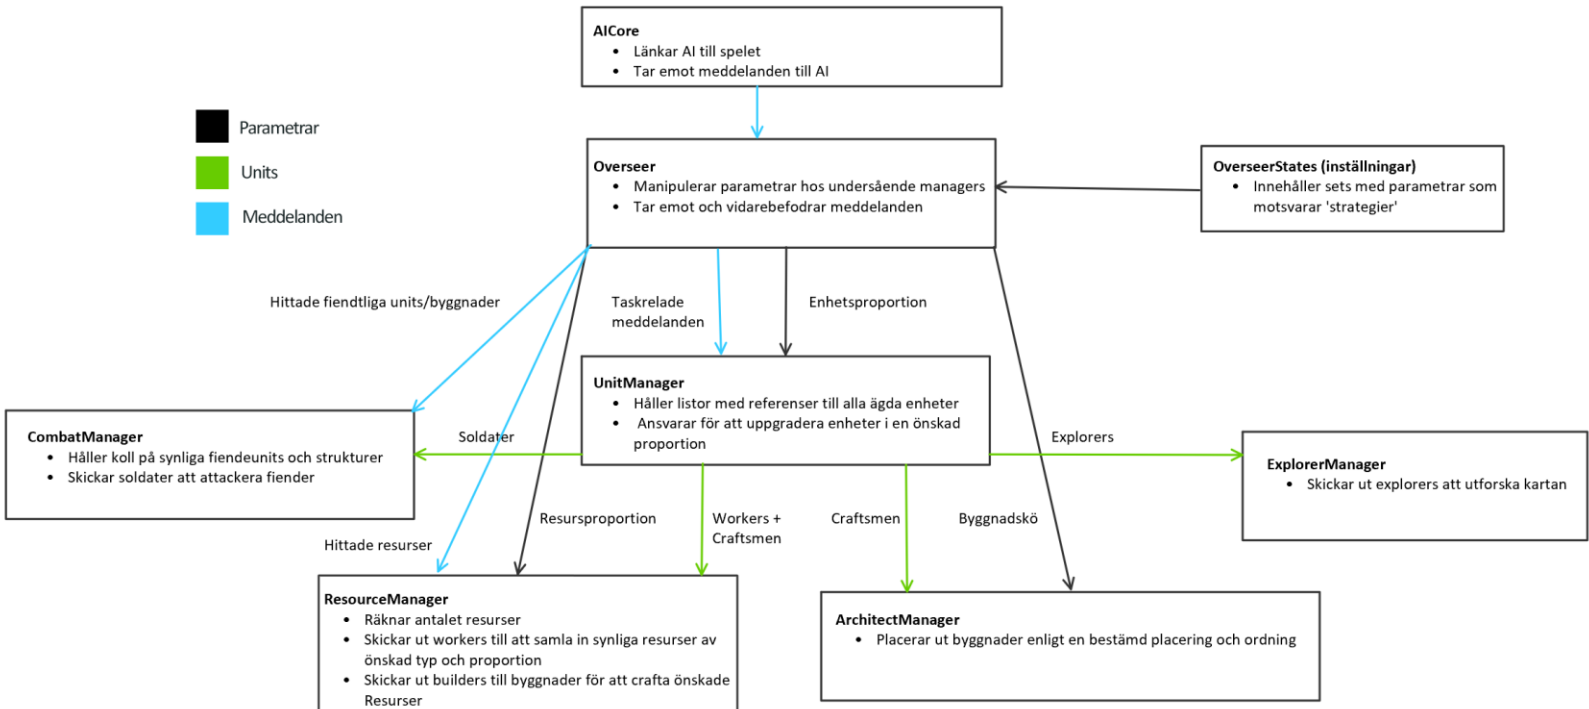 AICore
• Länkar AI till spelet
• Tar emot meddelanden till AI
Parametrar
Units
Meddelanden
Overseer
• Manipulerar parametrar hos undersående managers
• Tar emot och vidarebefodrar meddelanden
OverseerStates (inställningar)
• Innehåller sets med parametrar som
motsvarar 'strategier'
Hittade fiendtliga units/byggnader
Taskrelade
meddelanden
Enhetsproportion
UnitManager
• Håller listor med referenser till alla ägda enheter
• Ansvarar för att uppgradera enheter i en önskad
proportion
CombatManager
• Håller koll på synliga fiendeunits och strukturer
• Skickar soldater att attackera fiender
Soldater
Explorers
ExplorerManager
• Skickar ut explorers att utforska kartan
Hittade resurser
Resursproportion
Workers +
Craftsmen
Craftsmen
Byggnadskö
ResourceManager
• Räknar antalet resurser
• Skickar ut workers till att samla in synliga resurser av
önskad typ och proportion
• Skickar ut builders till byggnader för att crafta önskade
Resurser
ArchitectManager
• Placerar ut byggnader enligt en bestämd placering och ordning